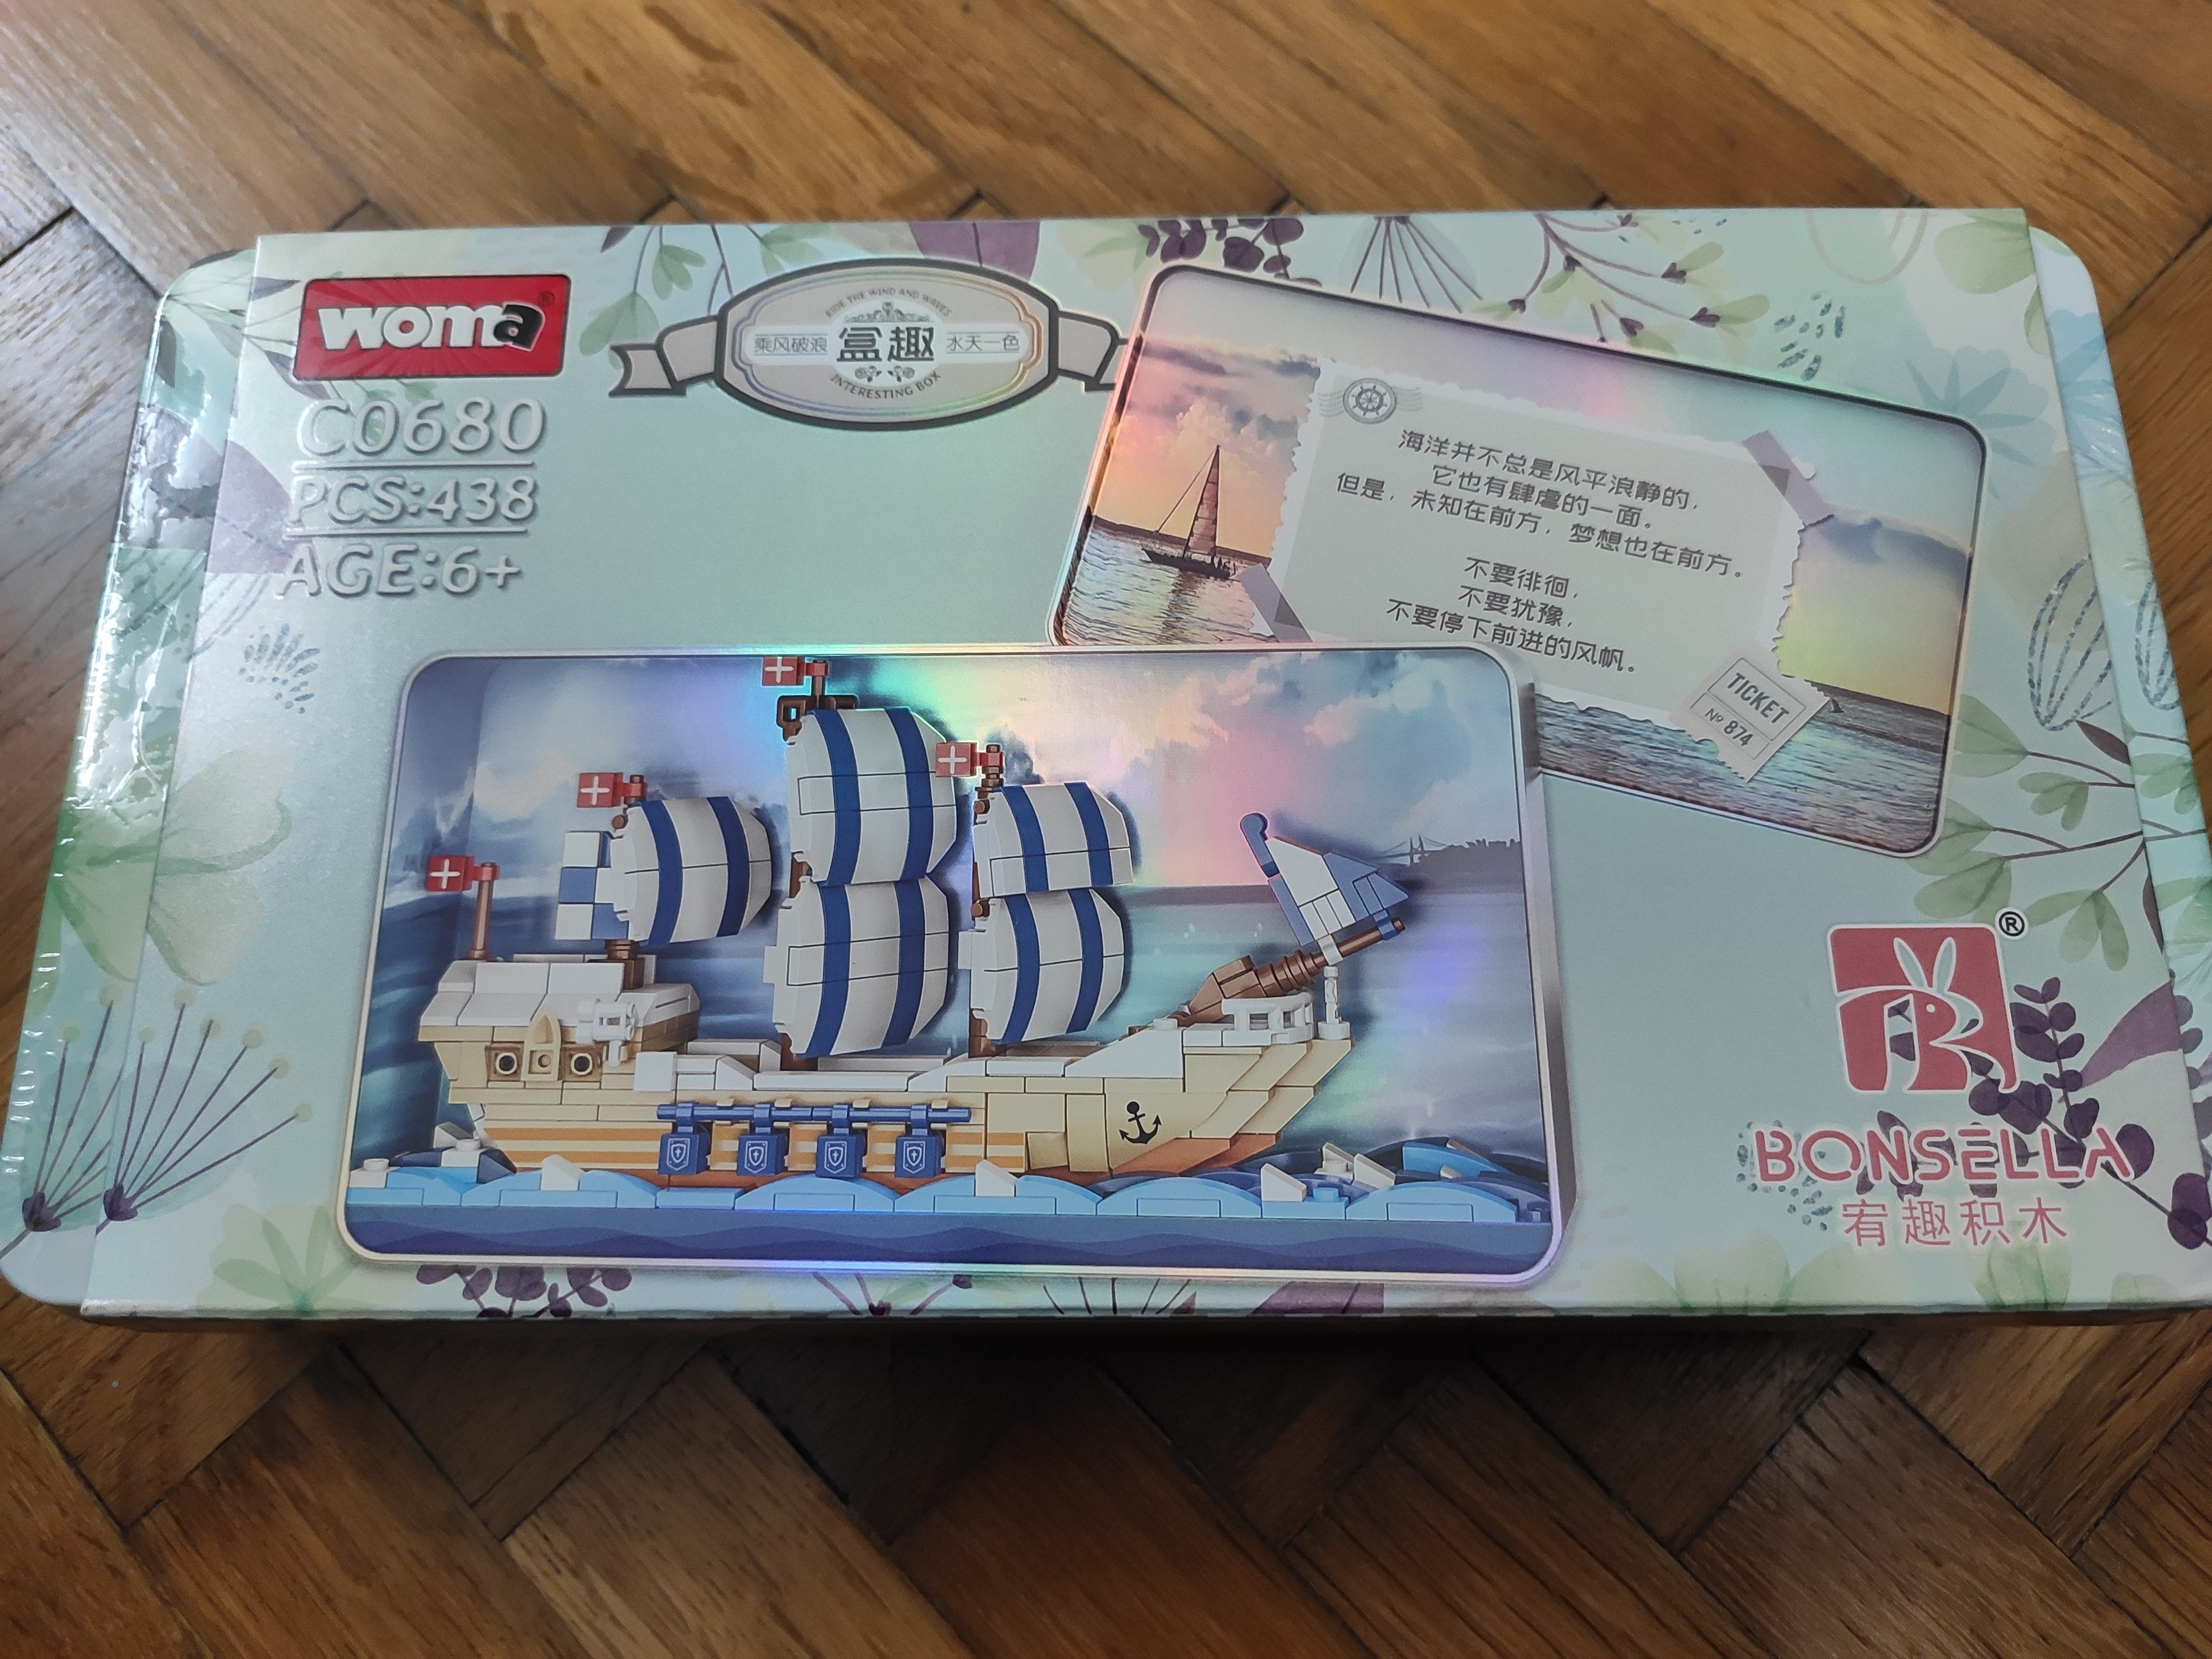 woma®
C0680
PCS:438
AGE:6+
RIDE THE WIND AND WAVES
乘风破浪 盒趣 水天一色
INTERESTING BOX
海洋并不总是风平浪静的,
它也有肆虐的一面。
但是,未知在前方,梦想也在前方。
不要徘徊,
不要犹豫,
不要停下前进的风帆。
TICKET
Nº 874
®
BONSELLA
宥趣积木